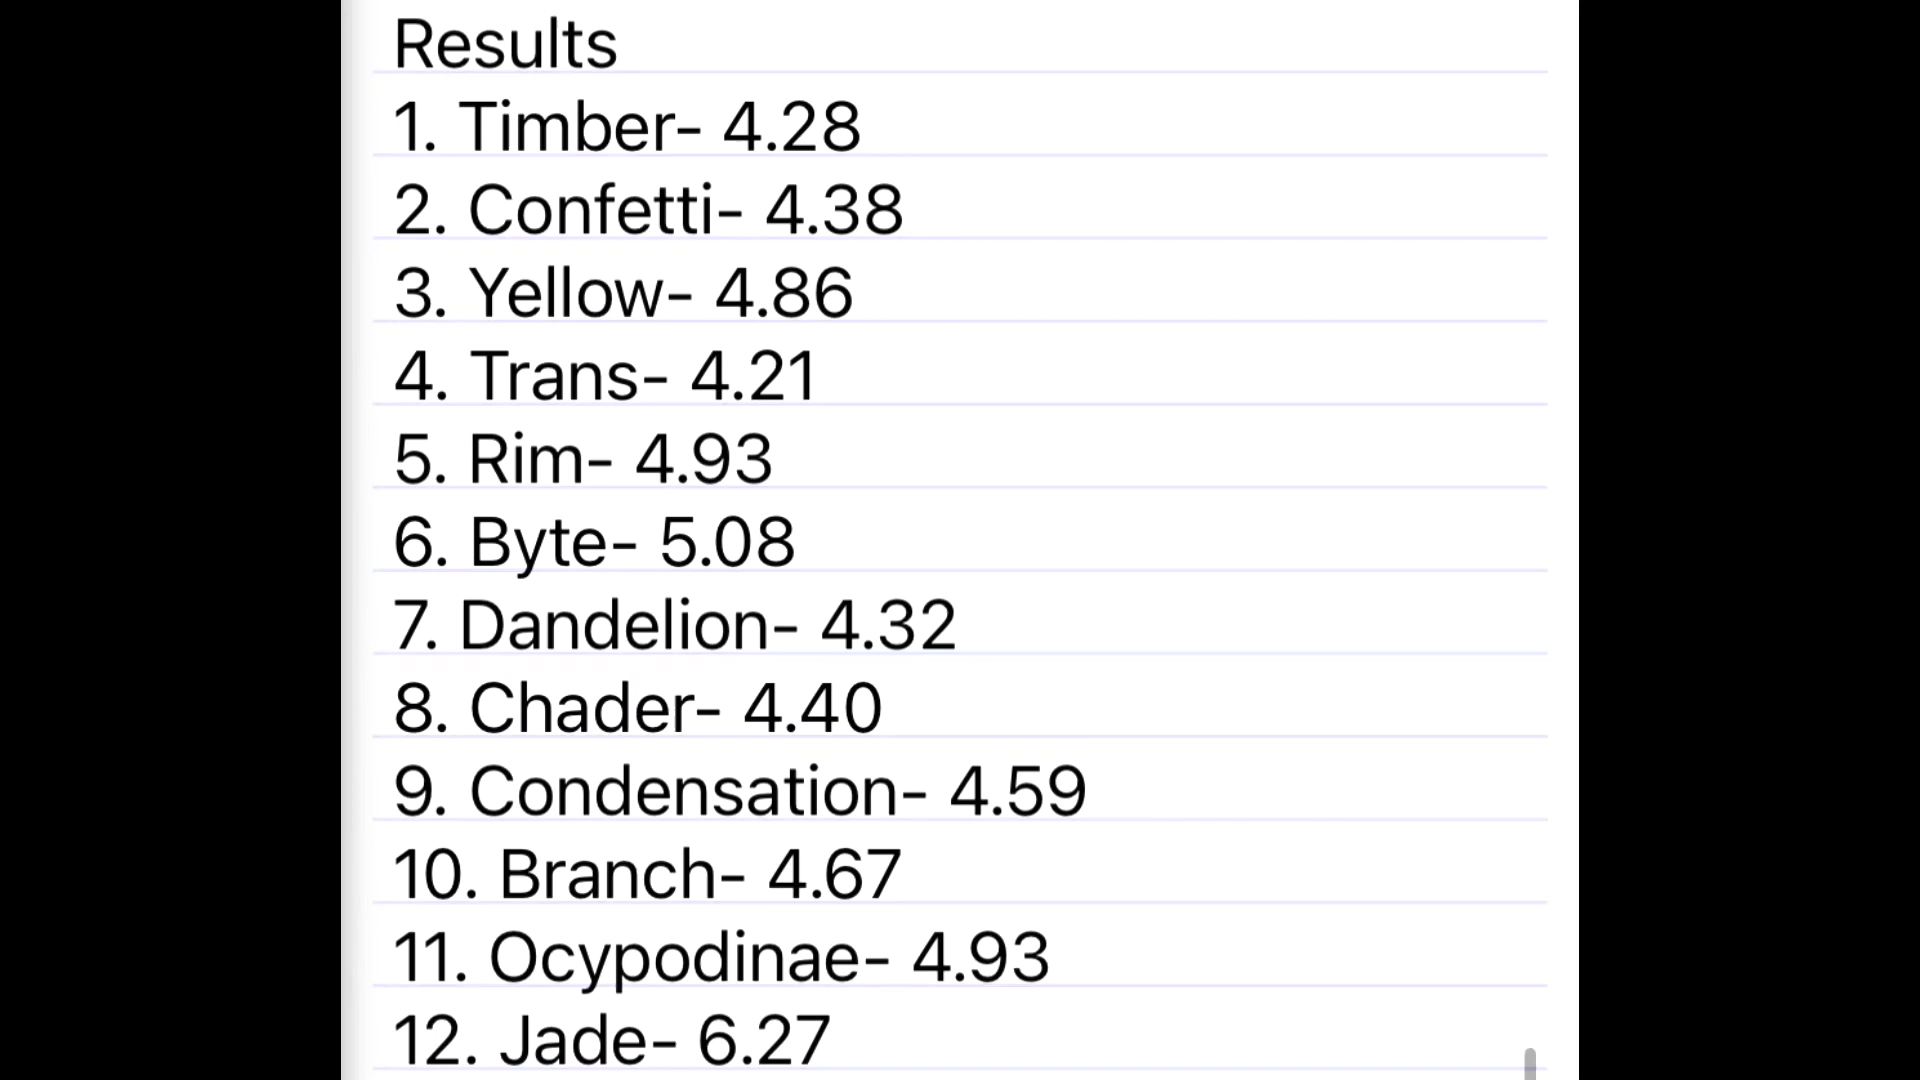 Results
1. Timber- 4.28
2. Confetti- 4.38
3. Yellow- 4.86
4. Trans- 4.21
5. Rim- 4.93
6. Byte- 5.08
7. Dandelion- 4.32
8. Chader- 4.40
9. Condensation- 4.59
10. Branch- 4.67
11. Ocypodinae- 4.93
12. Jade- 6.27